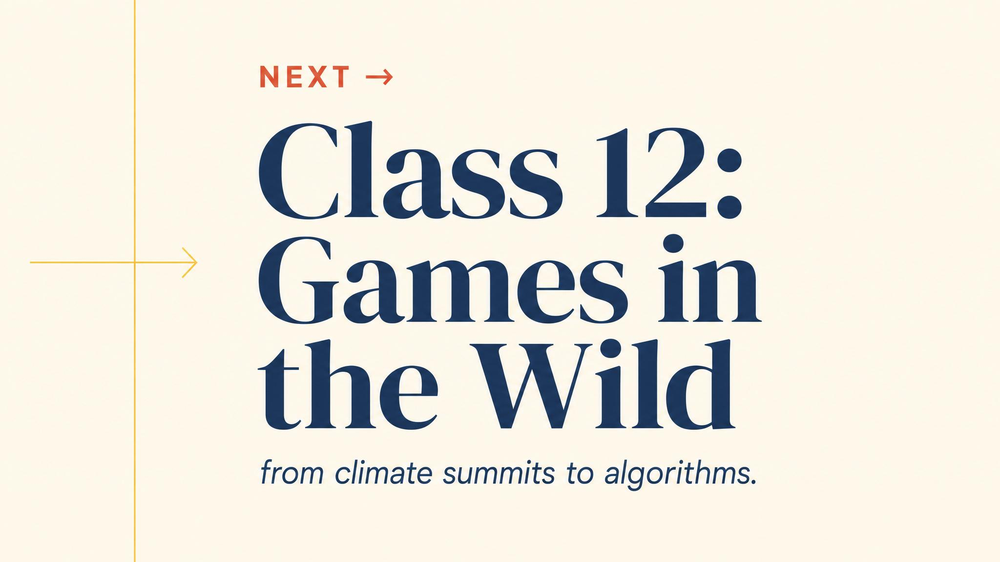 NEXT →
Class 12:
Games in
the Wild
from climate summits to algorithms.